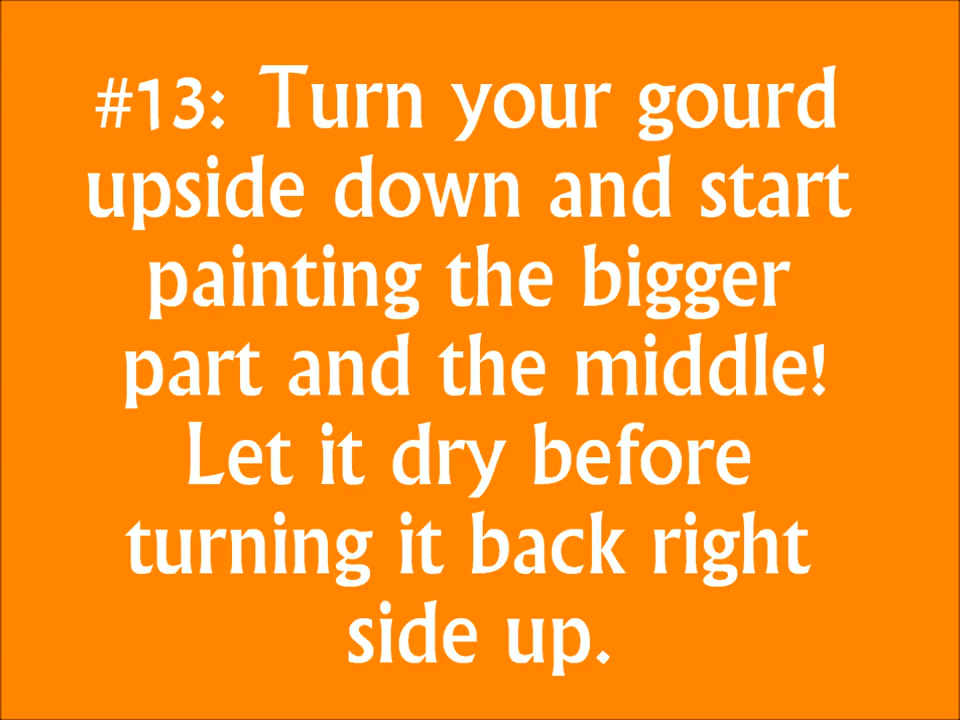 #13: Turn your gourd
upside down and start
painting the bigger
part and the middle!
Let it dry before
turning it back right
side up.